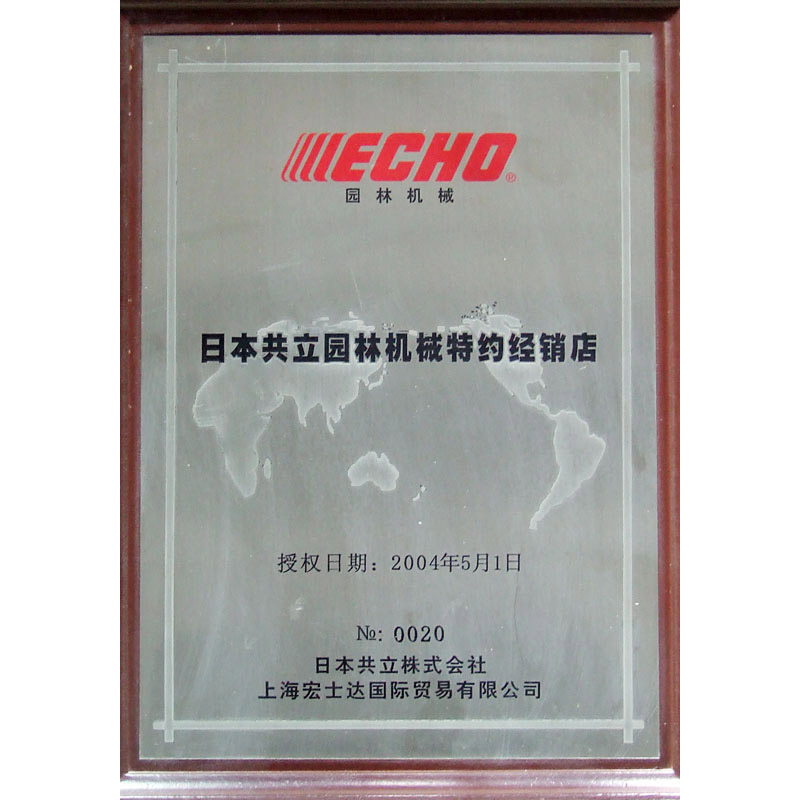 ECHO®
园林机械
日本共立园林机械特约经销店
授权日期：2004年5月1日
№: 0020
日本共立株式会社
上海宏士达国际贸易有限公司